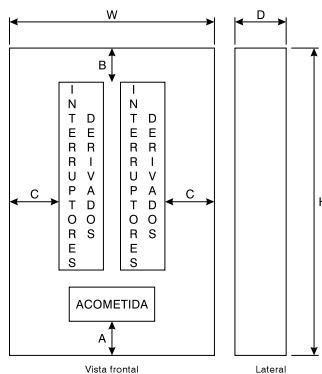 W
D
B
INTERRUPTORES
DERIVADOS
INTERRUPTORES
DERIVADOS
C
C
H
ACOMETIDA
A
Vista frontal
Lateral